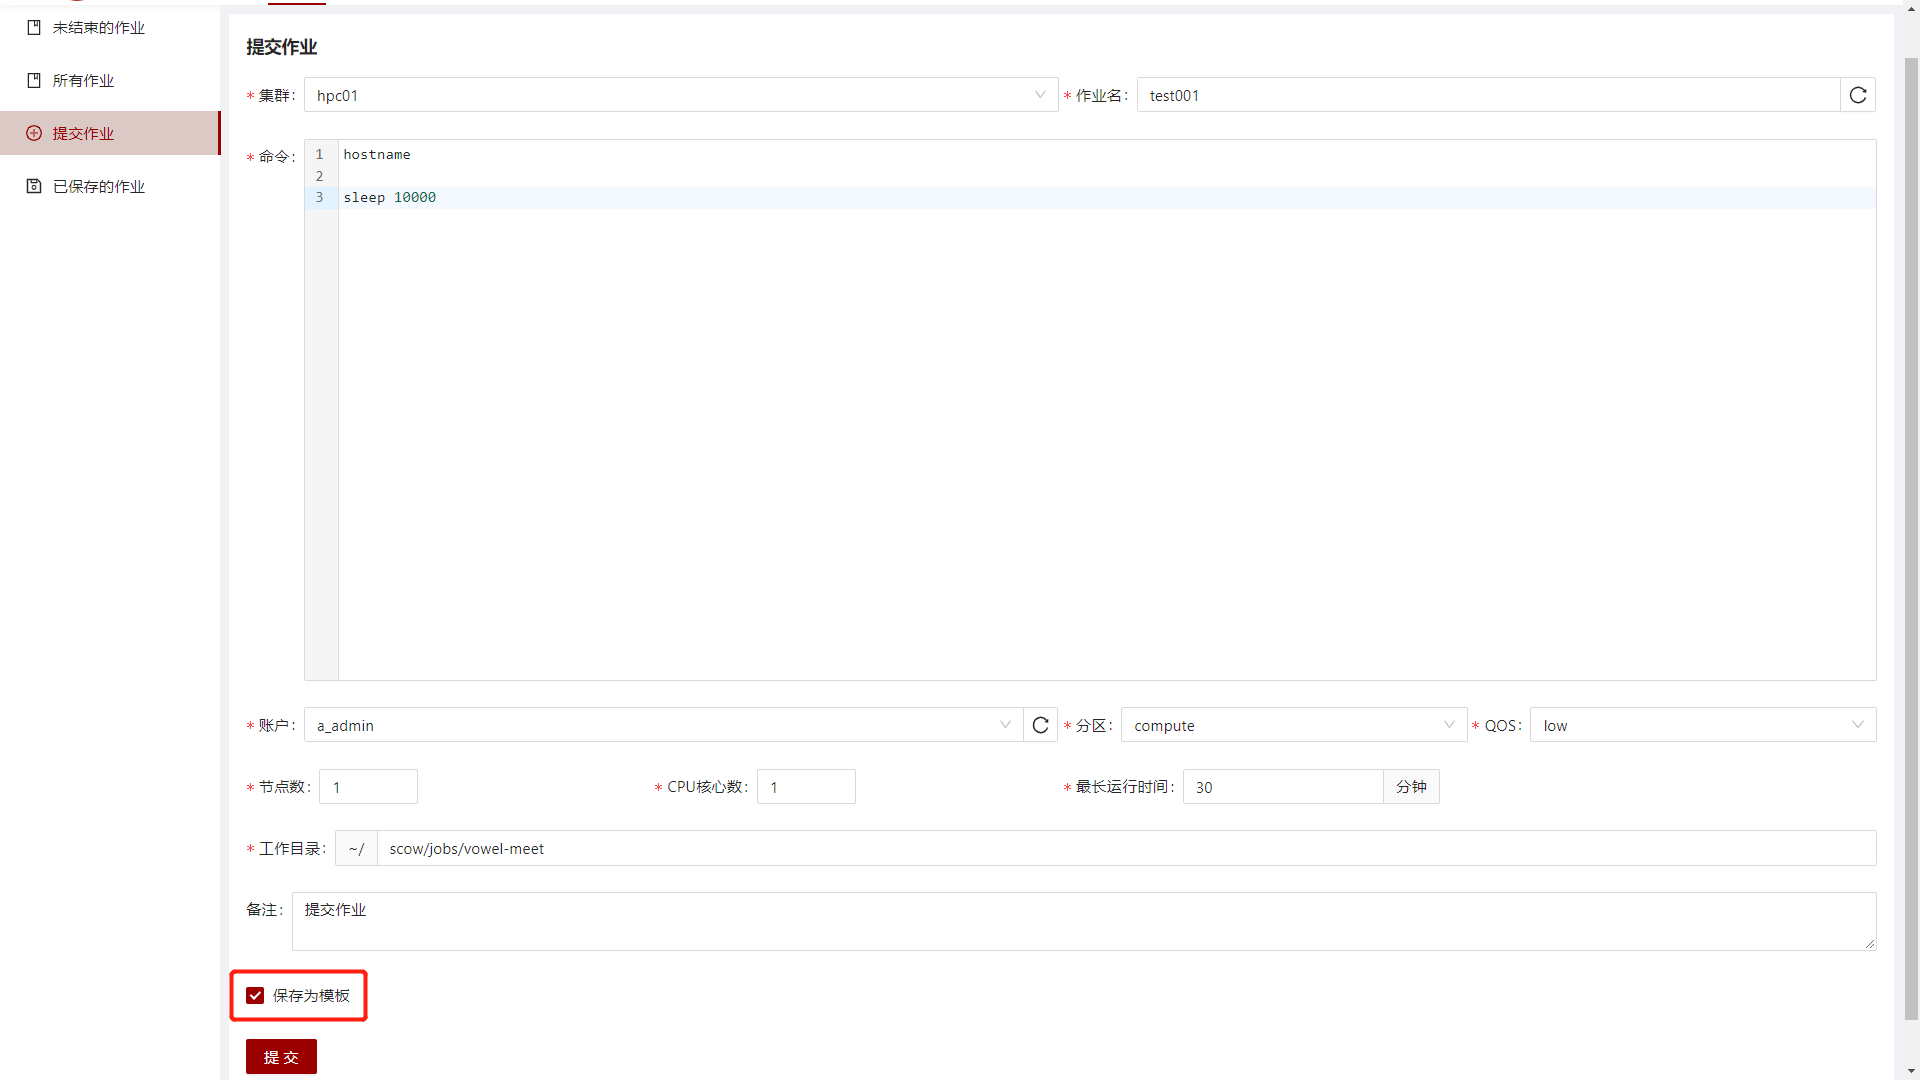 未结束的作业
所有作业
提交作业
已保存的作业
提交作业
* 集群: hpc01
* 作业名: test001
* 命令:
1 hostname
2
3 sleep 10000
* 账户: a_admin
* 分区: compute
* QOS: low
* 节点数: 1
* CPU核心数: 1
* 最长运行时间: 30 分钟
* 工作目录: ~/ scow/jobs/vowel-meet
备注: 提交作业
保存为模板
提 交